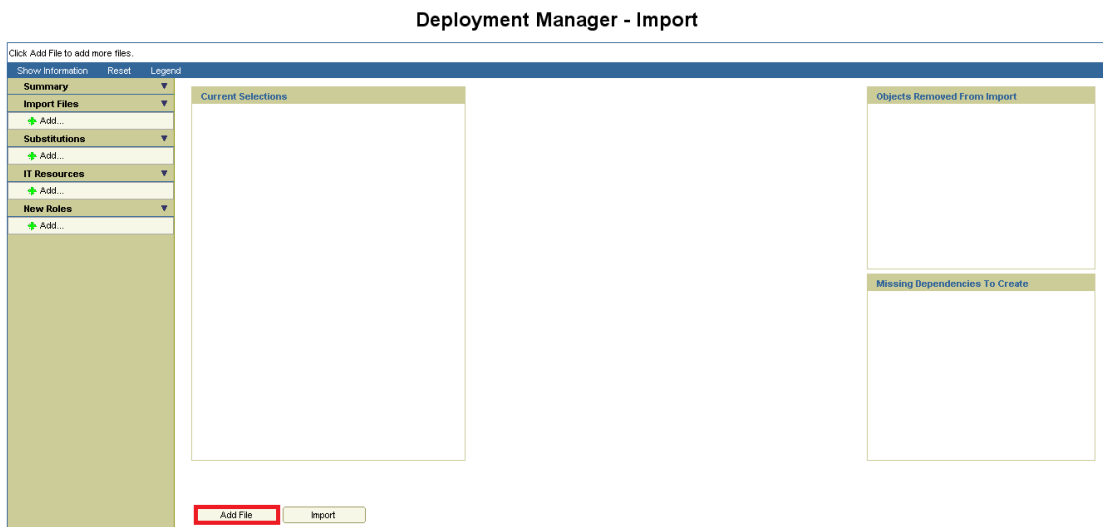 Deployment Manager - Import
Click Add File to add more files.
Show Information Reset Legend
Summary
Import Files
Add...
Substitutions
Add...
IT Resources
Add...
New Roles
Add...
Current Selections
Objects Removed From Import
Missing Dependencies To Create
Add File Import